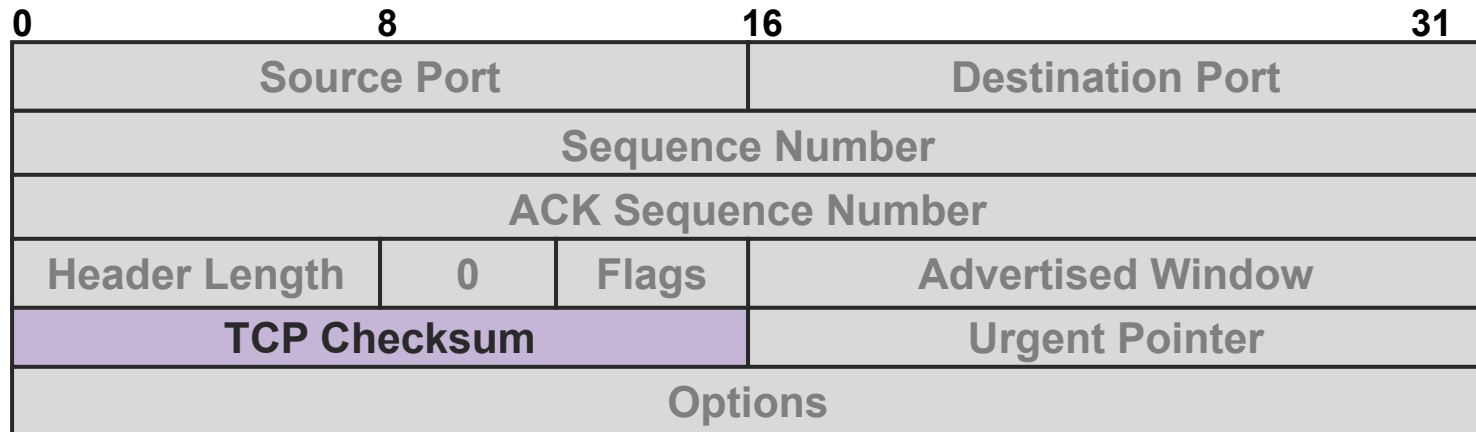 0 8 16 31
Source Port Destination Port
Sequence Number
ACK Sequence Number
Header Length 0 Flags Advertised Window
TCP Checksum Urgent Pointer
Options